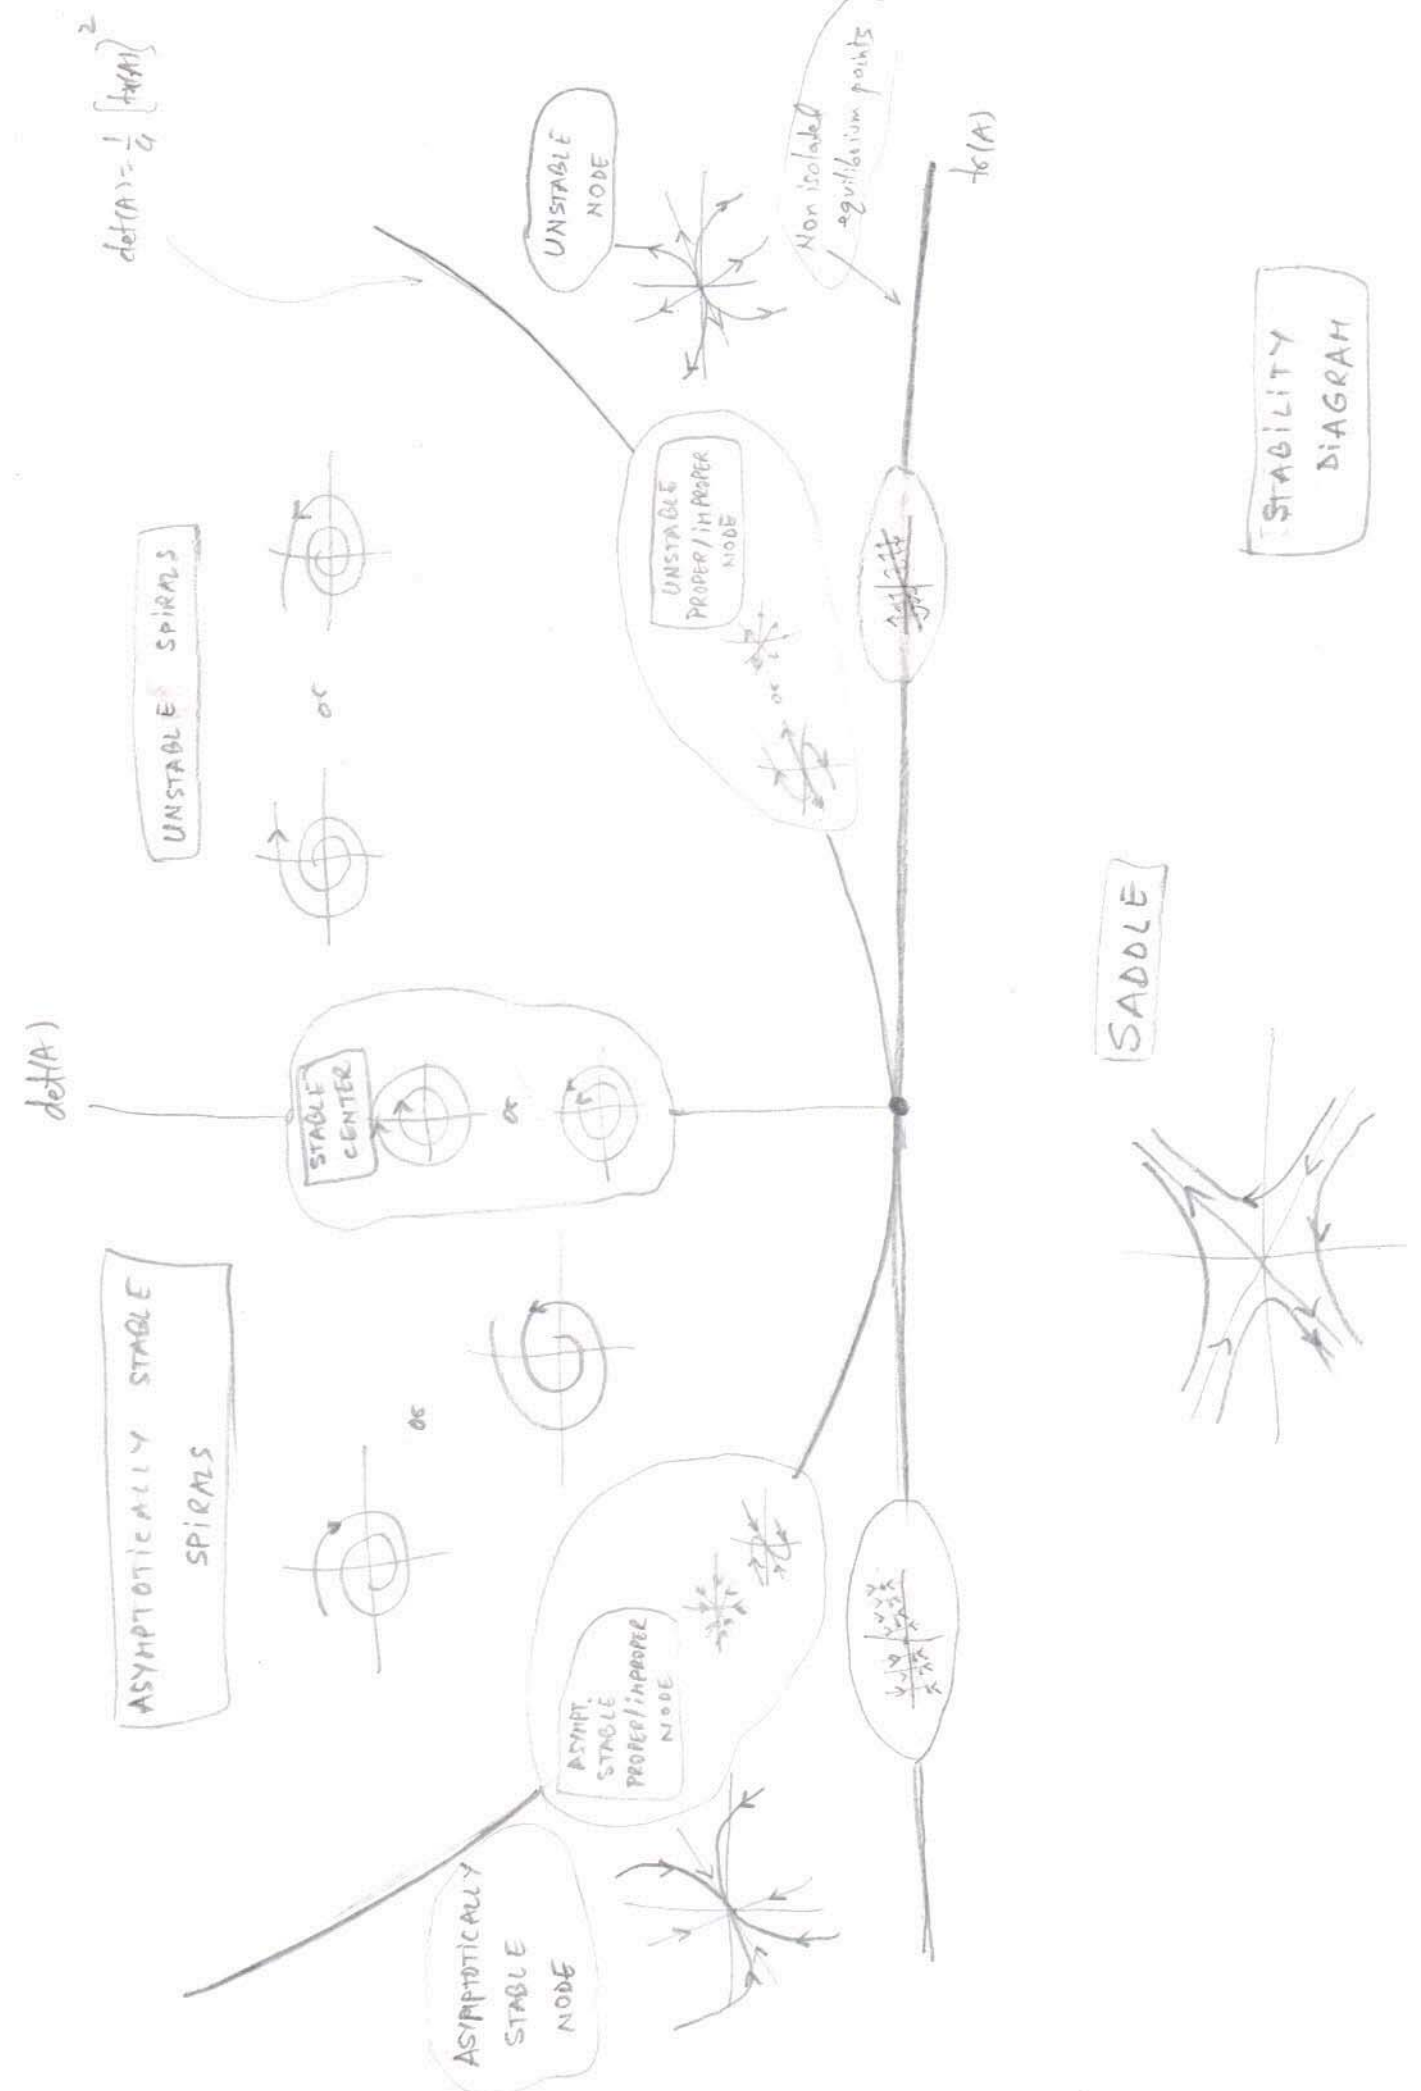 det(A)
det(A) = 1/4 [tr(A)]²
ASYMPTOTICALLY STABLE
SPIRALS
UNSTABLE SPIRALS
or
or
STABLE
CENTER
or
ASYMPTOTICALLY
STABLE
NODE
ASYMPT.
STABLE
PROPER/IMPROPER
NODE
UNSTABLE
PROPER/IMPROPER
NODE
or
UNSTABLE
NODE
Non isolated
equilibrium points
tr(A)
SADDLE
STABILITY
DIAGRAM